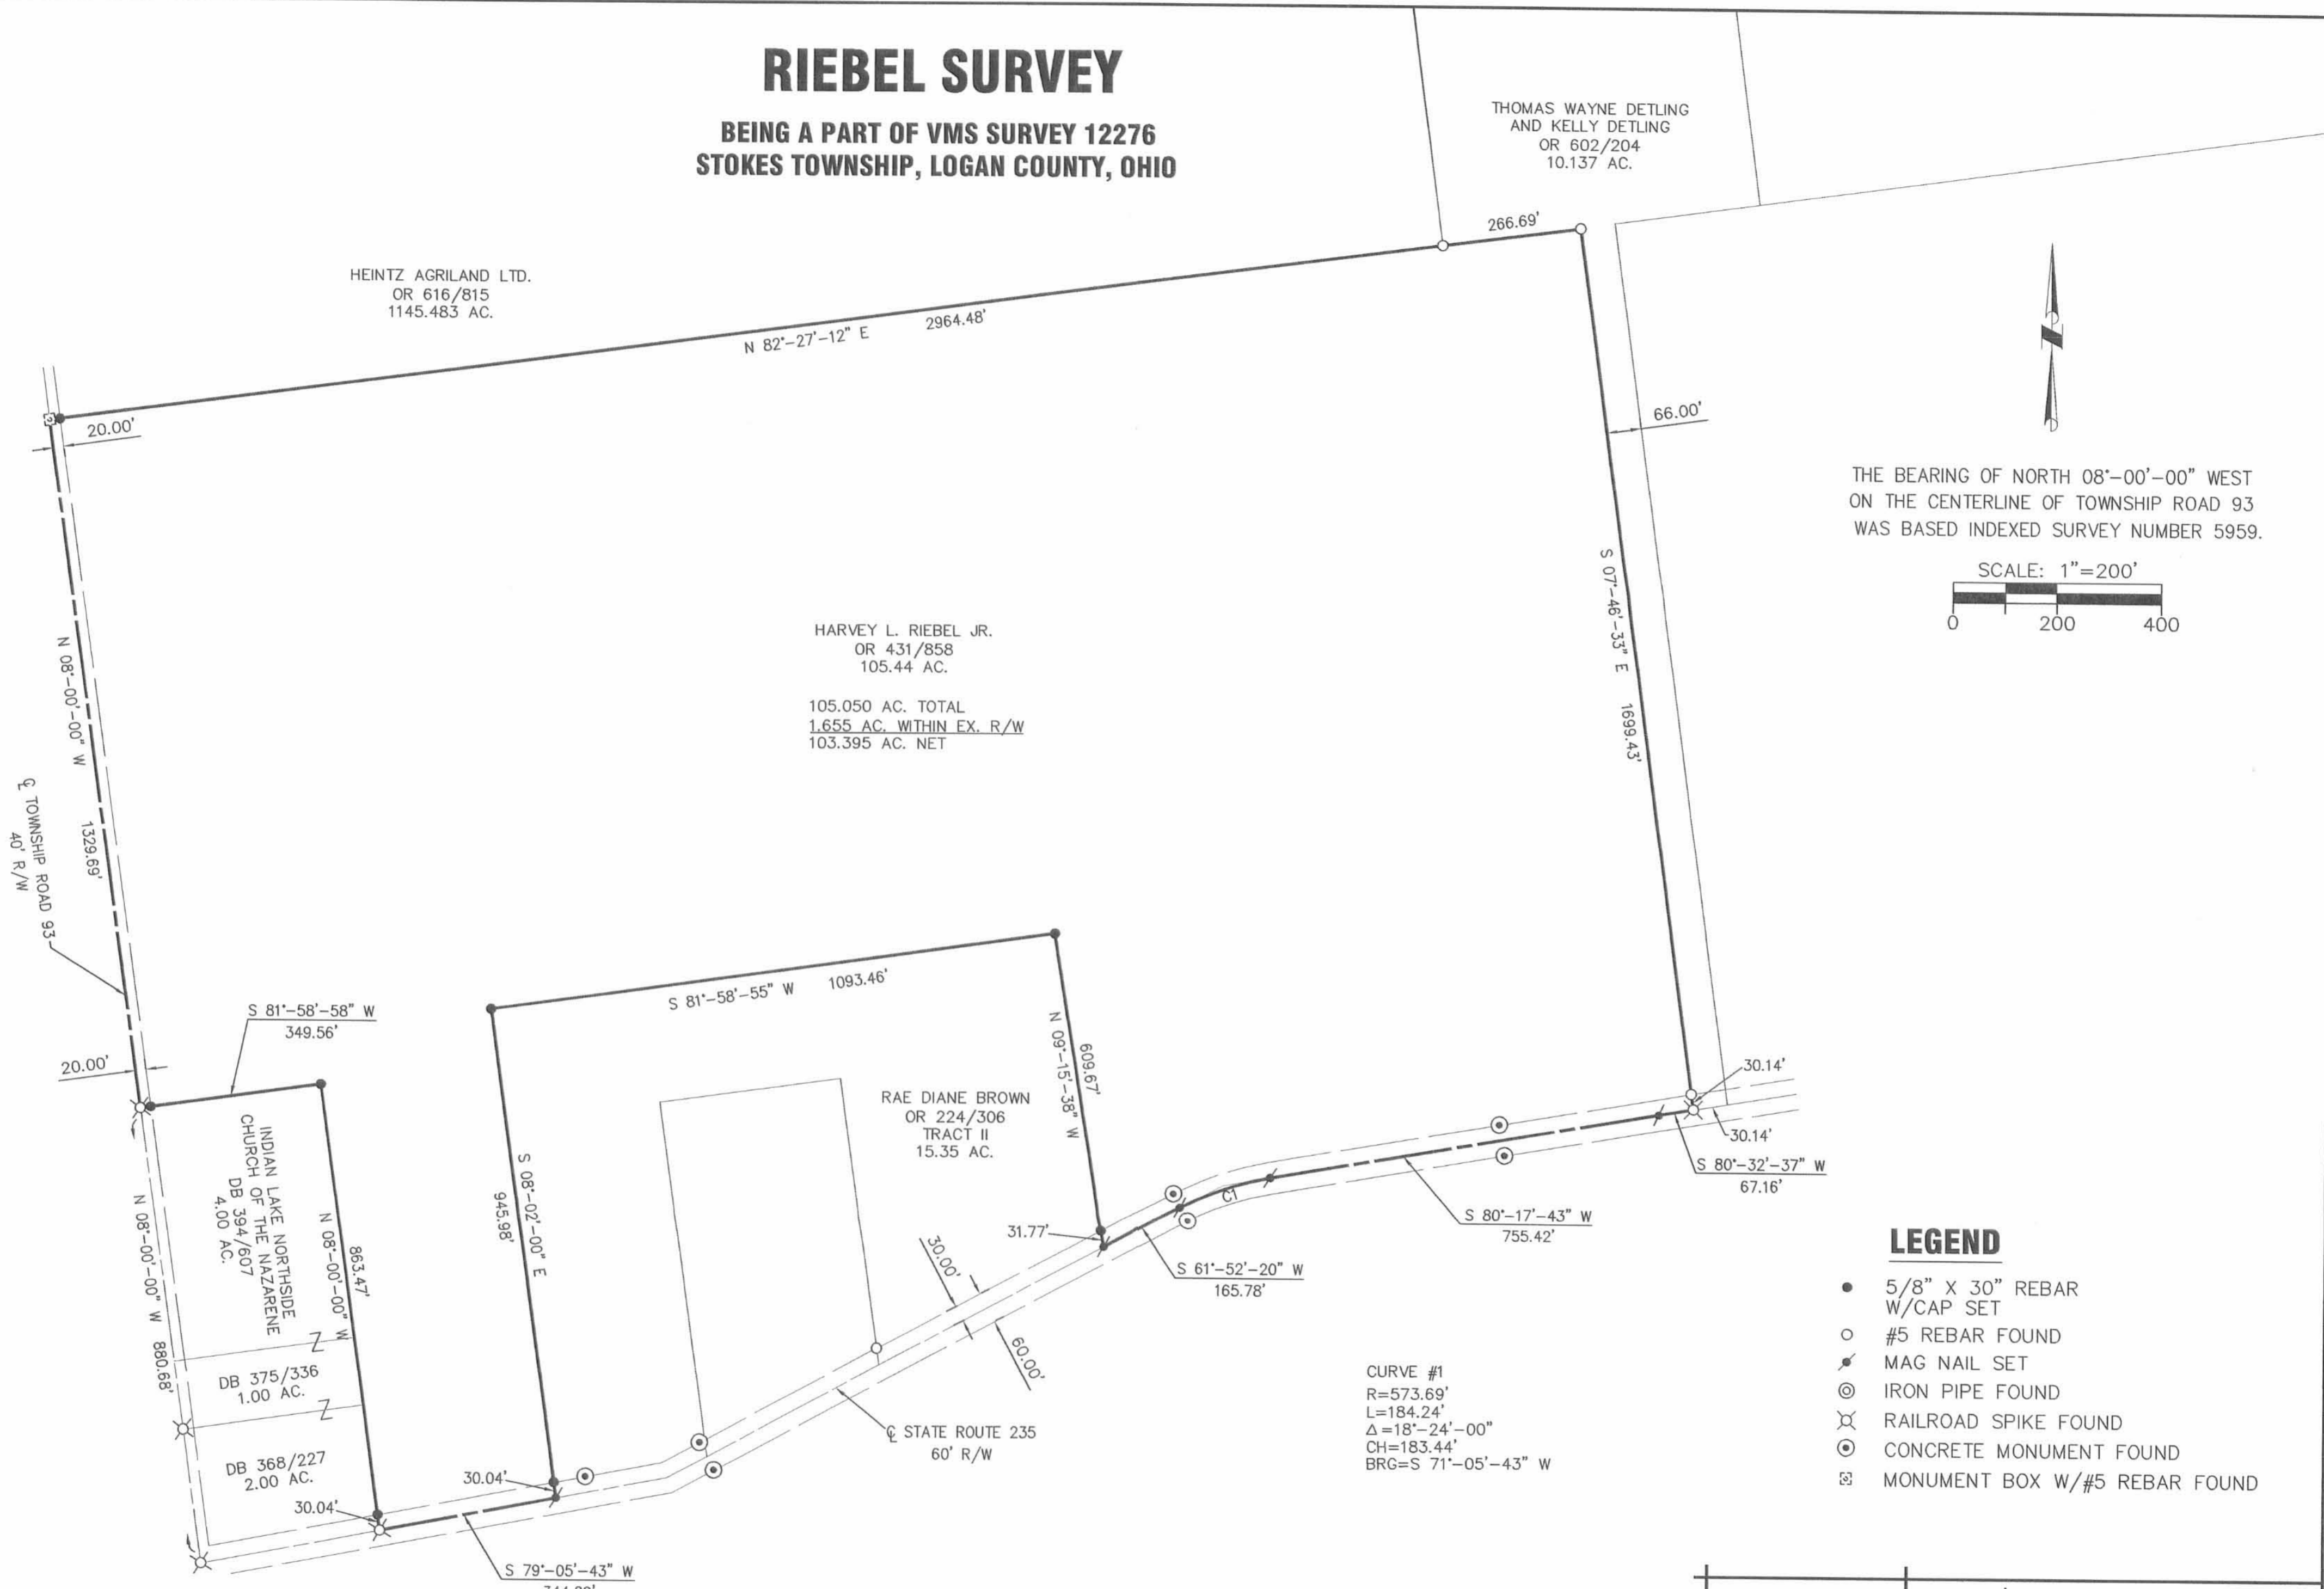 RIEBEL SURVEY
BEING A PART OF VMS SURVEY 12276
STOKES TOWNSHIP, LOGAN COUNTY, OHIO
THOMAS WAYNE DETLING
AND KELLY DETLING
OR 602/204
10.137 AC.
266.69'
HEINTZ AGRILAND LTD.
OR 616/815
1145.483 AC.
N 82°-27'-12" E 2964.48'
20.00'
66.00'
N
THE BEARING OF NORTH 08°-00'-00" WEST
ON THE CENTERLINE OF TOWNSHIP ROAD 93
WAS BASED INDEXED SURVEY NUMBER 5959.
SCALE: 1"=200'
0 200 400
S 07°-46'-33" E 1699.43'
HARVEY L. RIEBEL JR.
OR 431/858
105.44 AC.
105.050 AC. TOTAL
1.655 AC. WITHIN EX. R/W
103.395 AC. NET
N 08°-00'-00" W 1329.69'
℄ TOWNSHIP ROAD 93
40' R/W
S 81°-58'-58" W
349.56'
20.00'
S 81°-58'-55" W 1093.46'
N 09°-15'-38" W
609.67'
RAE DIANE BROWN
OR 224/306
TRACT II
15.35 AC.
INDIAN LAKE NORTHSIDE
CHURCH OF THE NAZARENE
DB 394/607
4.00 AC.
N 08°-00'-00" W
863.47'
N 08°-00'-00" W 880.68'
S 08°-02'-00" E
945.98'
30.14'
30.14'
S 80°-32'-37" W
67.16'
C1
S 80°-17'-43" W
755.42'
31.77'
S 61°-52'-20" W
165.78'
30.00'
60.00'
Z
DB 375/336
1.00 AC.
Z
DB 368/227
2.00 AC.
30.04'
30.04'
℄ STATE ROUTE 235
60' R/W
S 79°-05'-43" W
CURVE #1
R=573.69'
L=184.24'
Δ=18°-24'-00"
CH=183.44'
BRG=S 71°-05'-43" W
LEGEND
5/8" X 30" REBAR
W/CAP SET
#5 REBAR FOUND
MAG NAIL SET
IRON PIPE FOUND
RAILROAD SPIKE FOUND
CONCRETE MONUMENT FOUND
MONUMENT BOX W/#5 REBAR FOUND